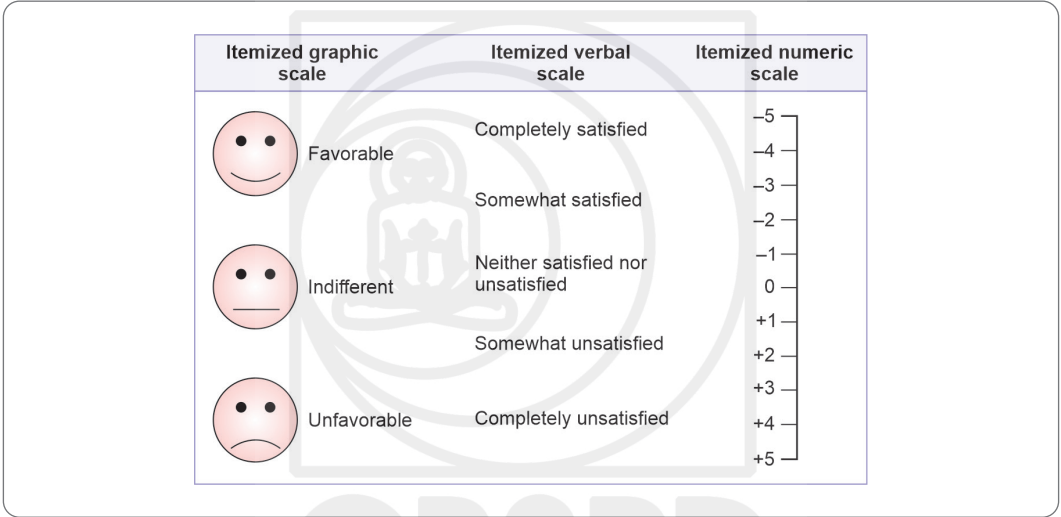 Itemized graphic
scale
Itemized verbal
scale
Itemized numeric
scale
Favorable
Indifferent
Unfavorable
Completely satisfied
Somewhat satisfied
Neither satisfied nor
unsatisfied
Somewhat unsatisfied
Completely unsatisfied
–5
–4
–3
–2
–1
0
+1
+2
+3
+4
+5